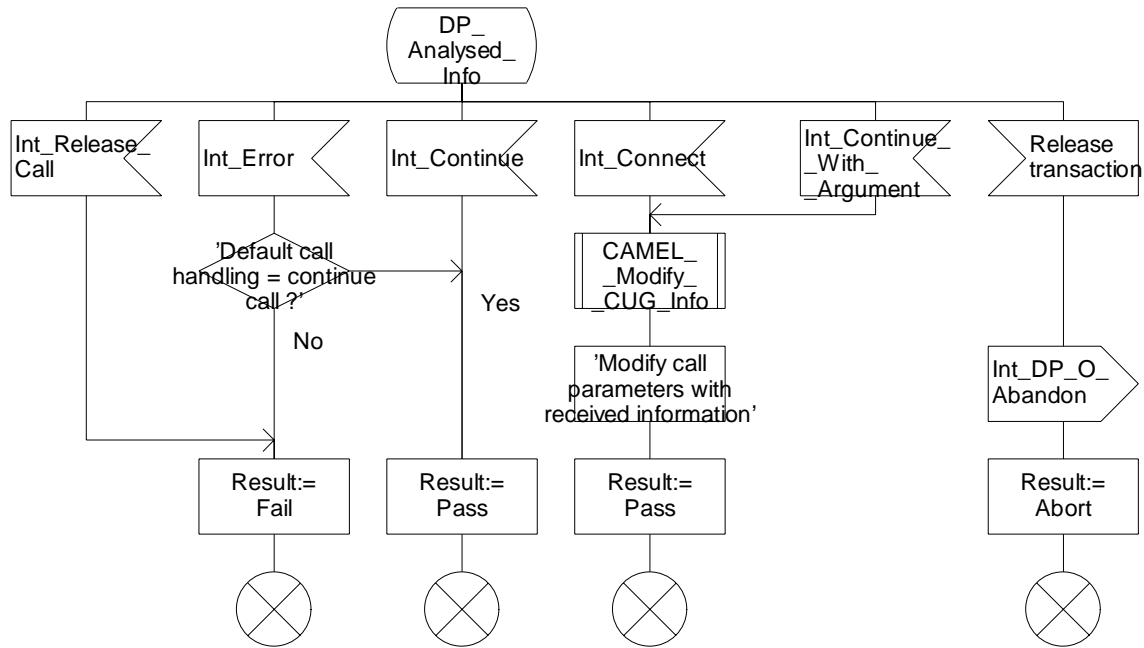 DP_
Analysed_
Info
Int_Release_
Call
Int_Error
Int_Continue
Int_Connect
Int_Continue_
_With_
_Argument
Release
transaction
’Default call
handling = continue
call ?’
Yes
No
CAMEL_
_Modify_
_CUG_Info
’Modify call
parameters with
received information’
Int_DP_O_
Abandon
Result:=
Fail
Result:=
Pass
Result:=
Pass
Result:=
Abort